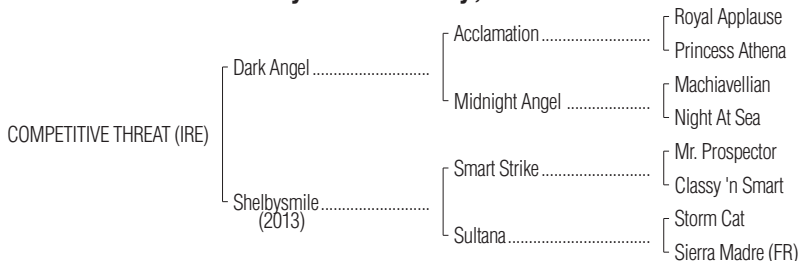 Royal Applause
Acclamation
Princess Athena
Dark Angel
Machiavellian
Midnight Angel
Night At Sea
COMPETITIVE THREAT (IRE)
Mr. Prospector
Smart Strike
Classy 'n Smart
Shelbysmile
(2013)
Storm Cat
Sultana
Sierra Madre (FR)